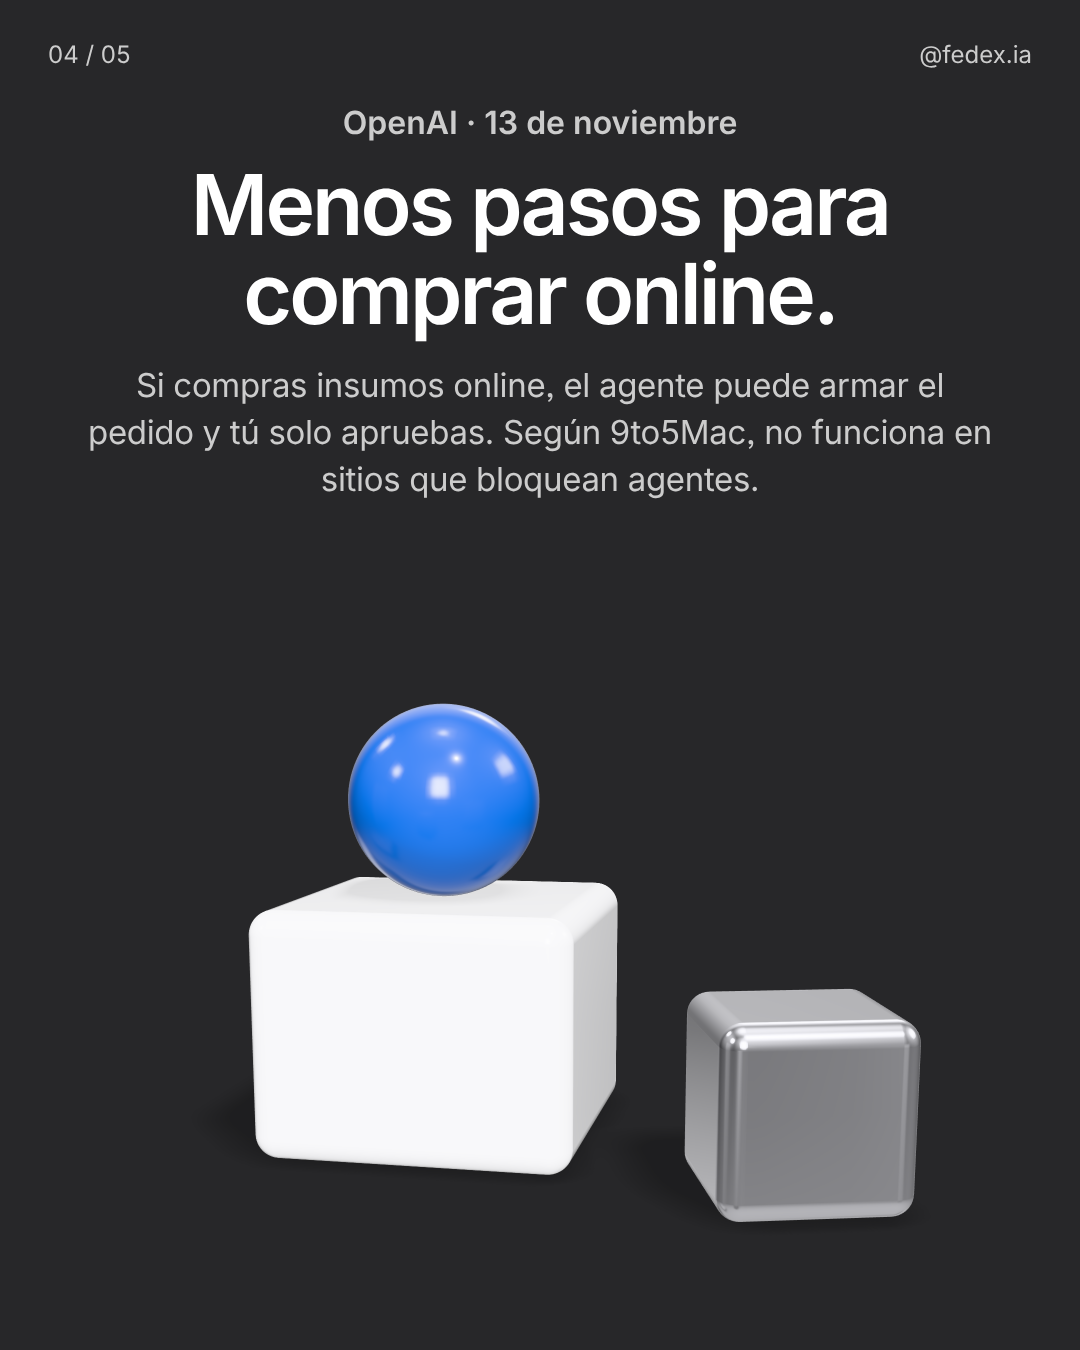 04 / 05
@fedex.ia
OpenAI · 13 de noviembre
Menos pasos para
comprar online.
Si compras insumos online, el agente puede armar el
pedido y tú solo apruebas. Según 9to5Mac, no funciona en
sitios que bloquean agentes.